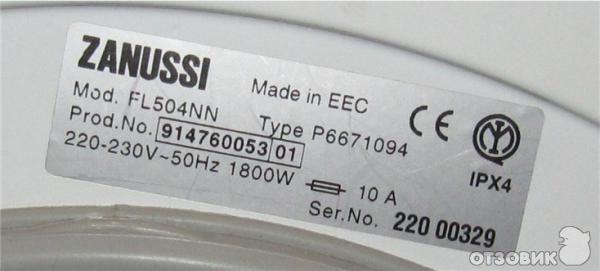 ZANUSSI
Made in EEC
Mod. FL504NN
Type P6671094
Prod.No. 914760053 01
220-230V~50Hz 1800W 10 A
Ser.No. 220 00329
CE
IPX4
ОТЗОВИК